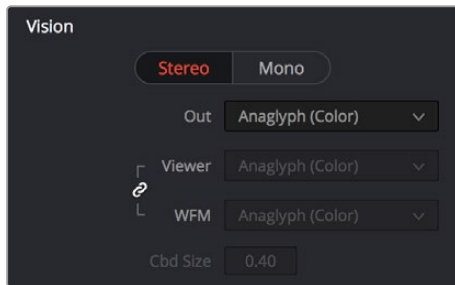 Vision
Stereo Mono
Out Anaglyph (Color)
Viewer Anaglyph (Color)
WFM Anaglyph (Color)
Cbd Size 0.40